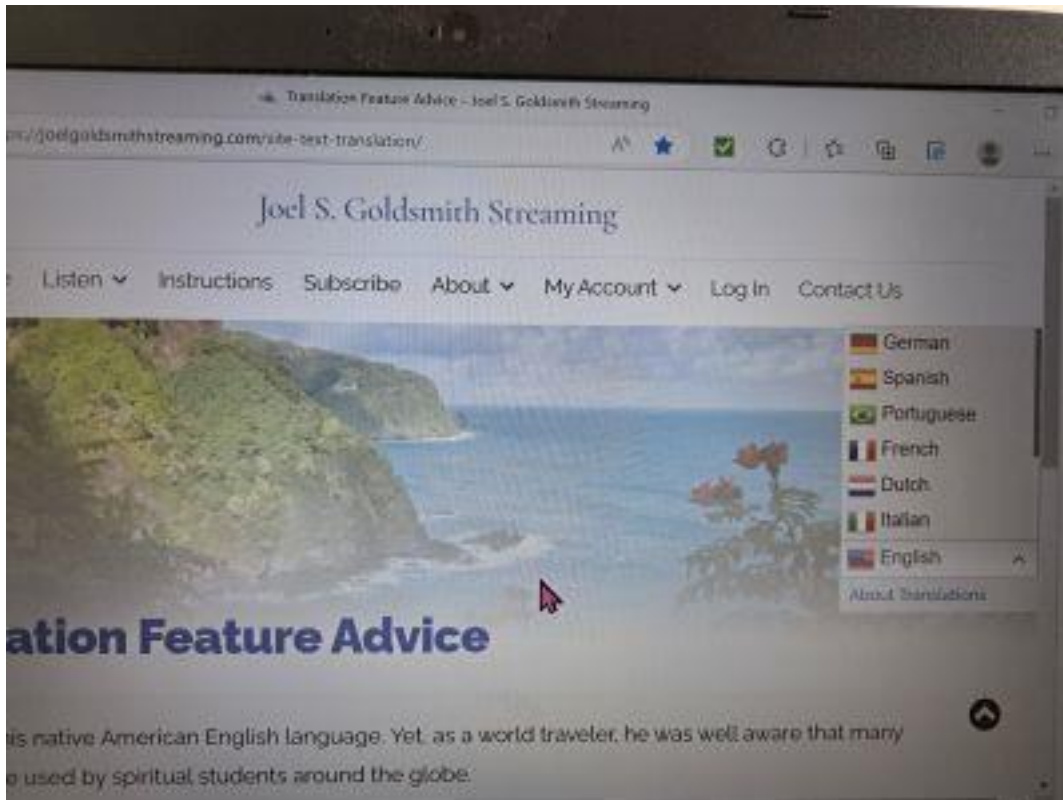 Translation Feature Advice – Joel S. Goldsmith Streaming
joelgoldsmithstreaming.com/site-text-translation/
Joel S. Goldsmith Streaming
Listen Instructions Subscribe About My Account Log In Contact Us
German
Spanish
Portuguese
French
Dutch
Italian
English
About Translations
ation Feature Advice
is native American English language. Yet, as a world traveler, he was well aware that many
used by spiritual students around the globe.